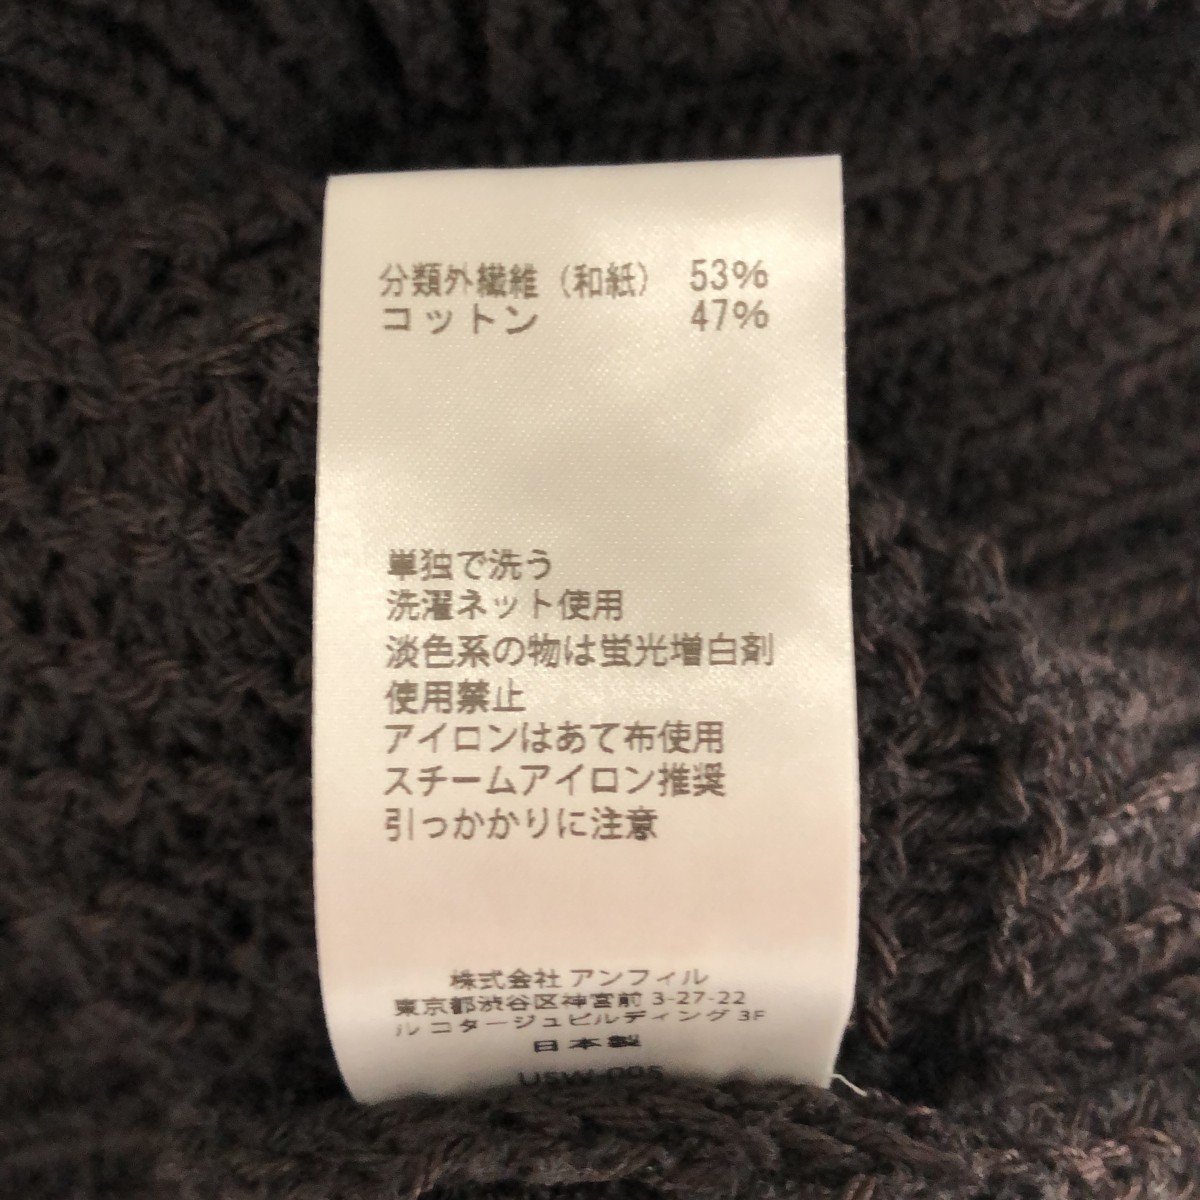 分類外繊維（和紙） 53%
コットン 47%
単独で洗う
洗濯ネット使用
淡色系の物は蛍光増白剤
使用禁止
アイロンはあて布使用
スチームアイロン推奨
引っかかりに注意
株式会社 アンフィル
東京都渋谷区神宮前 3-27-22
ル コタージュビルディング 3F
日本製
USW-005